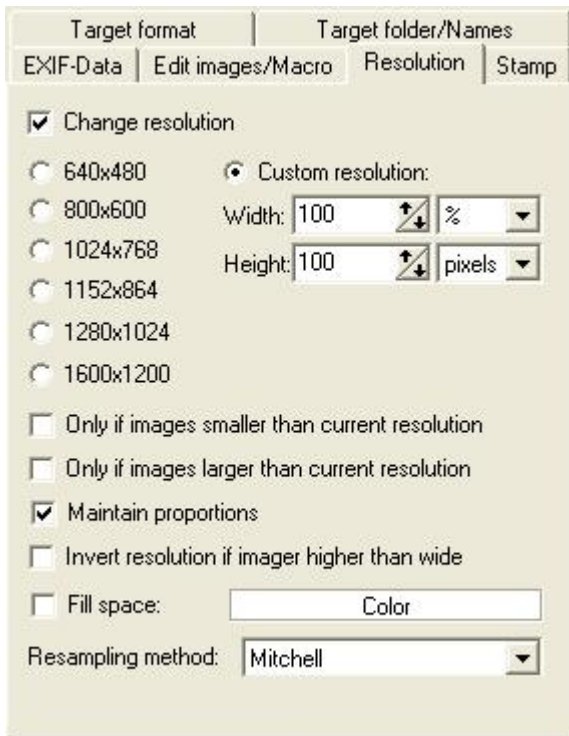 Target format Target folder/Names
EXIF-Data Edit images/Macro Resolution Stamp
Change resolution
640x480 Custom resolution:
800x600 Width: 100 % 
1024x768 Height: 100 pixels
1152x864
1280x1024
1600x1200
Only if images smaller than current resolution
Only if images larger than current resolution
Maintain proportions
Invert resolution if imager higher than wide
Fill space: Color
Resampling method: Mitchell